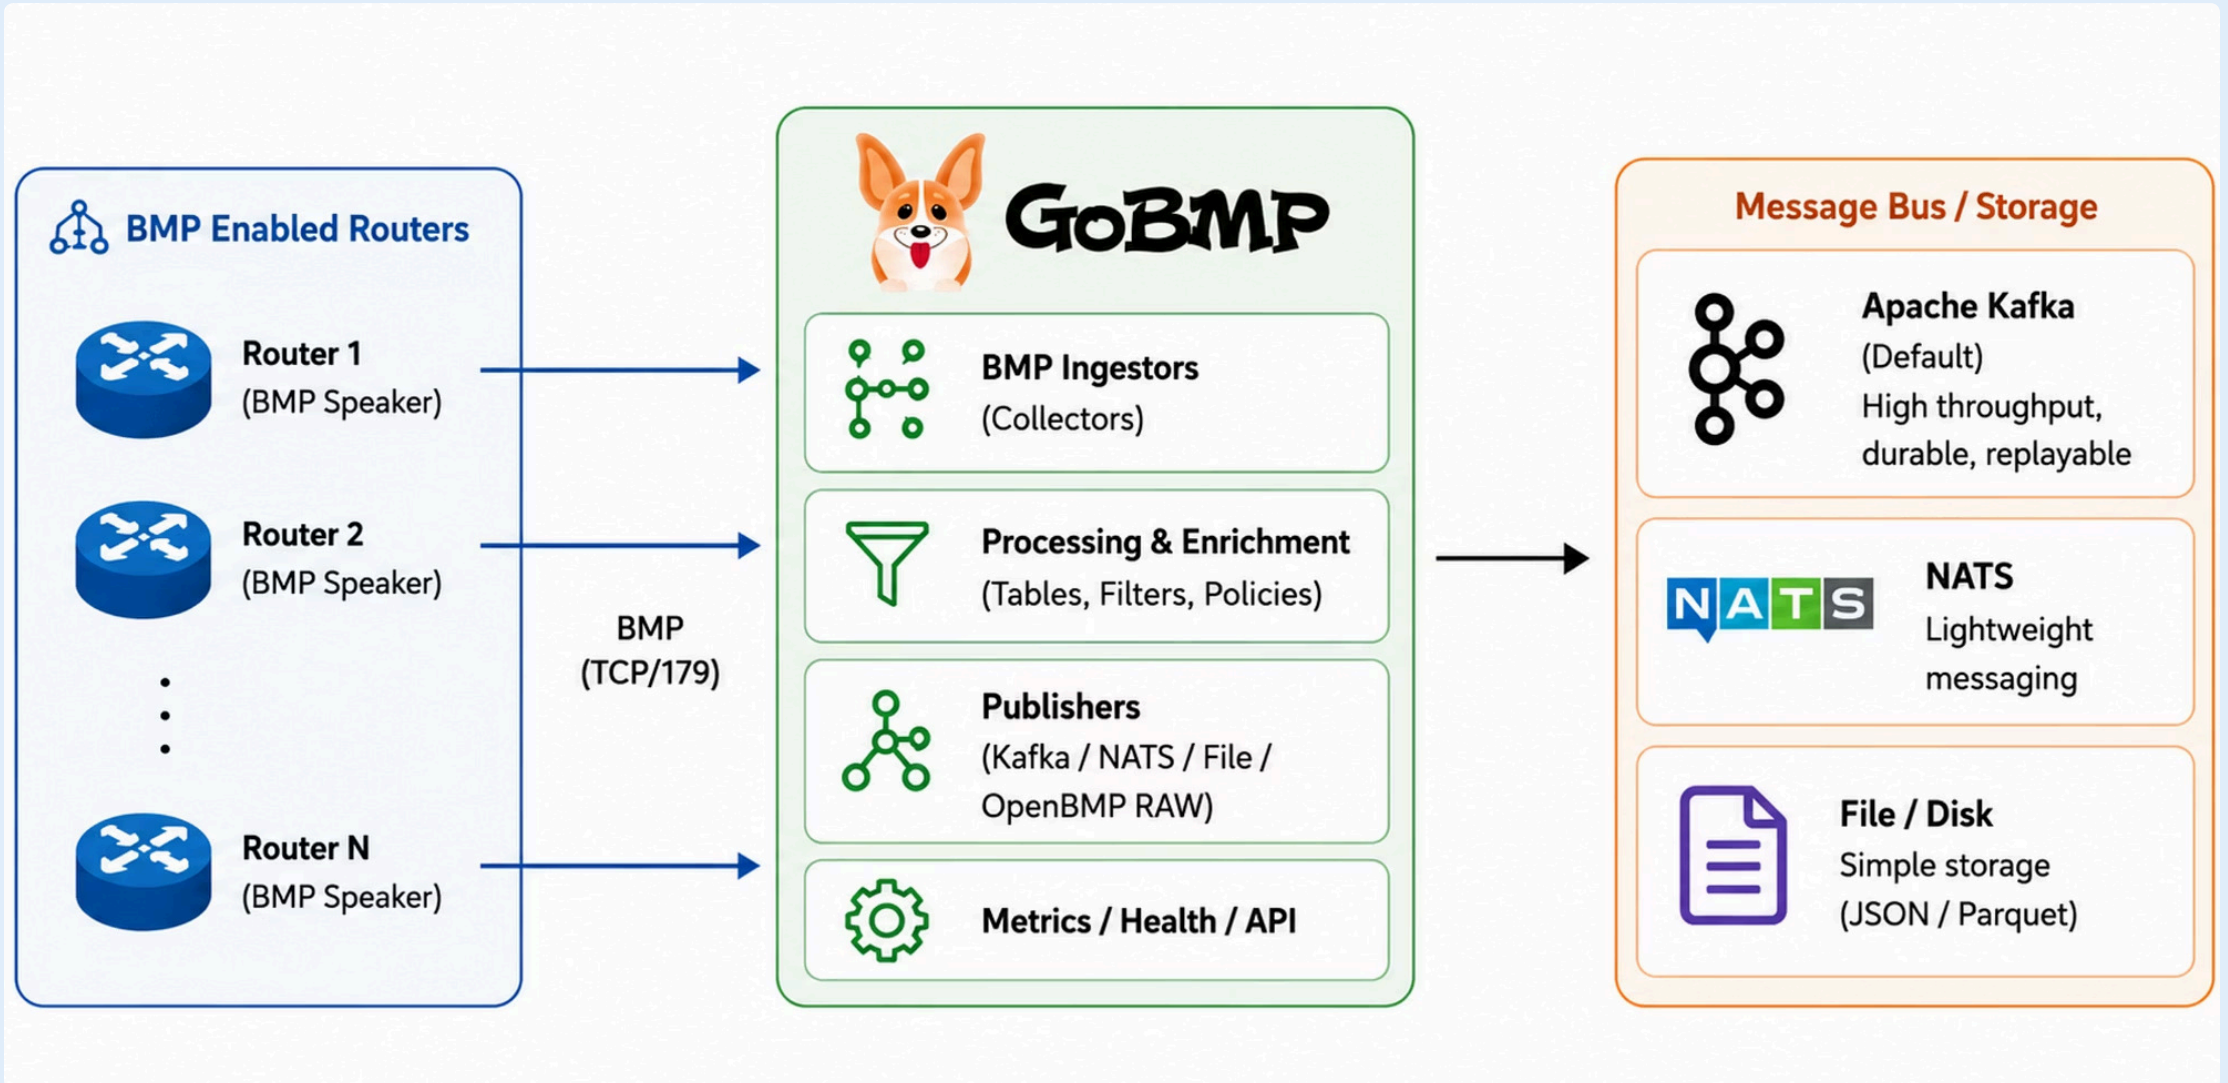 BMP Enabled Routers
Router 1
(BMP Speaker)
Router 2
(BMP Speaker)
Router N
(BMP Speaker)
BMP
(TCP/179)
GoBMP
BMP Ingestors
(Collectors)
Processing & Enrichment
(Tables, Filters, Policies)
Publishers
(Kafka / NATS / File /
OpenBMP RAW)
Metrics / Health / API
Message Bus / Storage
Apache Kafka
(Default)
High throughput,
durable, replayable
NATS
NATS
Lightweight
messaging
File / Disk
Simple storage
(JSON / Parquet)